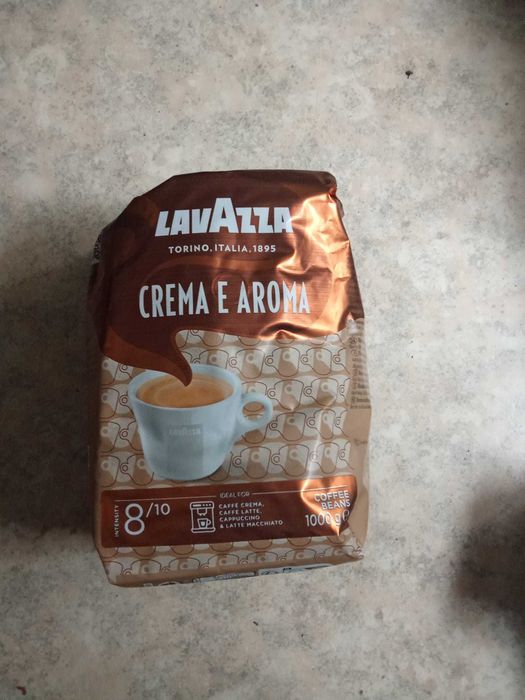 LAVAZZA
TORINO, ITALIA, 1895
CREMA E AROMA
LAVAZZA
INTENSITY
8/10
IDEAL FOR
CAFFÈ CREMA,
CAFFÈ LATTE,
CAPPUCCINO
& LATTE MACCHIATO
COFFEE
BEANS
1000 g e